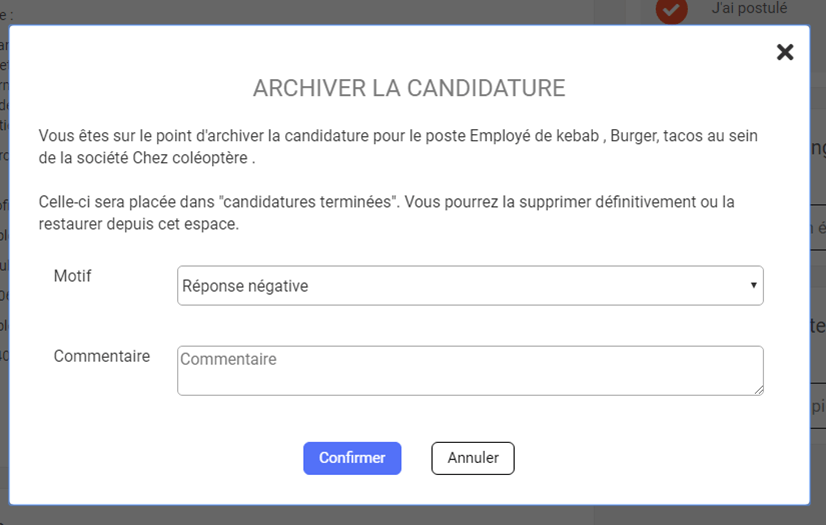 e :
J'ai postulé
ARCHIVER LA CANDIDATURE
Vous êtes sur le point d'archiver la candidature pour le poste Employé de kebab , Burger, tacos au sein
de la société Chez coléoptère .
Celle-ci sera placée dans "candidatures terminées". Vous pourrez la supprimer définitivement ou la
restaurer depuis cet espace.
Motif
Réponse négative
Commentaire
Commentaire
Confirmer
Annuler